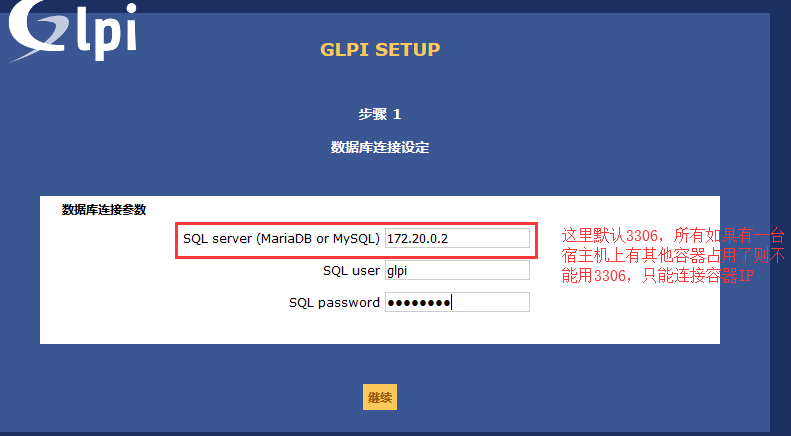 Glpi
GLPI SETUP
步骤 1
数据库连接设定
数据库连接参数
SQL server (MariaDB or MySQL) 172.20.0.2
SQL user glpi
SQL password ●●●●●●●●
这里默认3306，所有如果有一台
宿主机上有其他容器占用了则不
能用3306，只能连接容器IP
继续